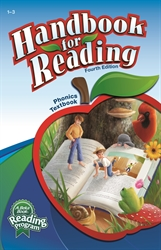 1-3
Handbook
for
Reading
Fourth Edition
Phonics
Textbook
A Beka Book
Reading
Program